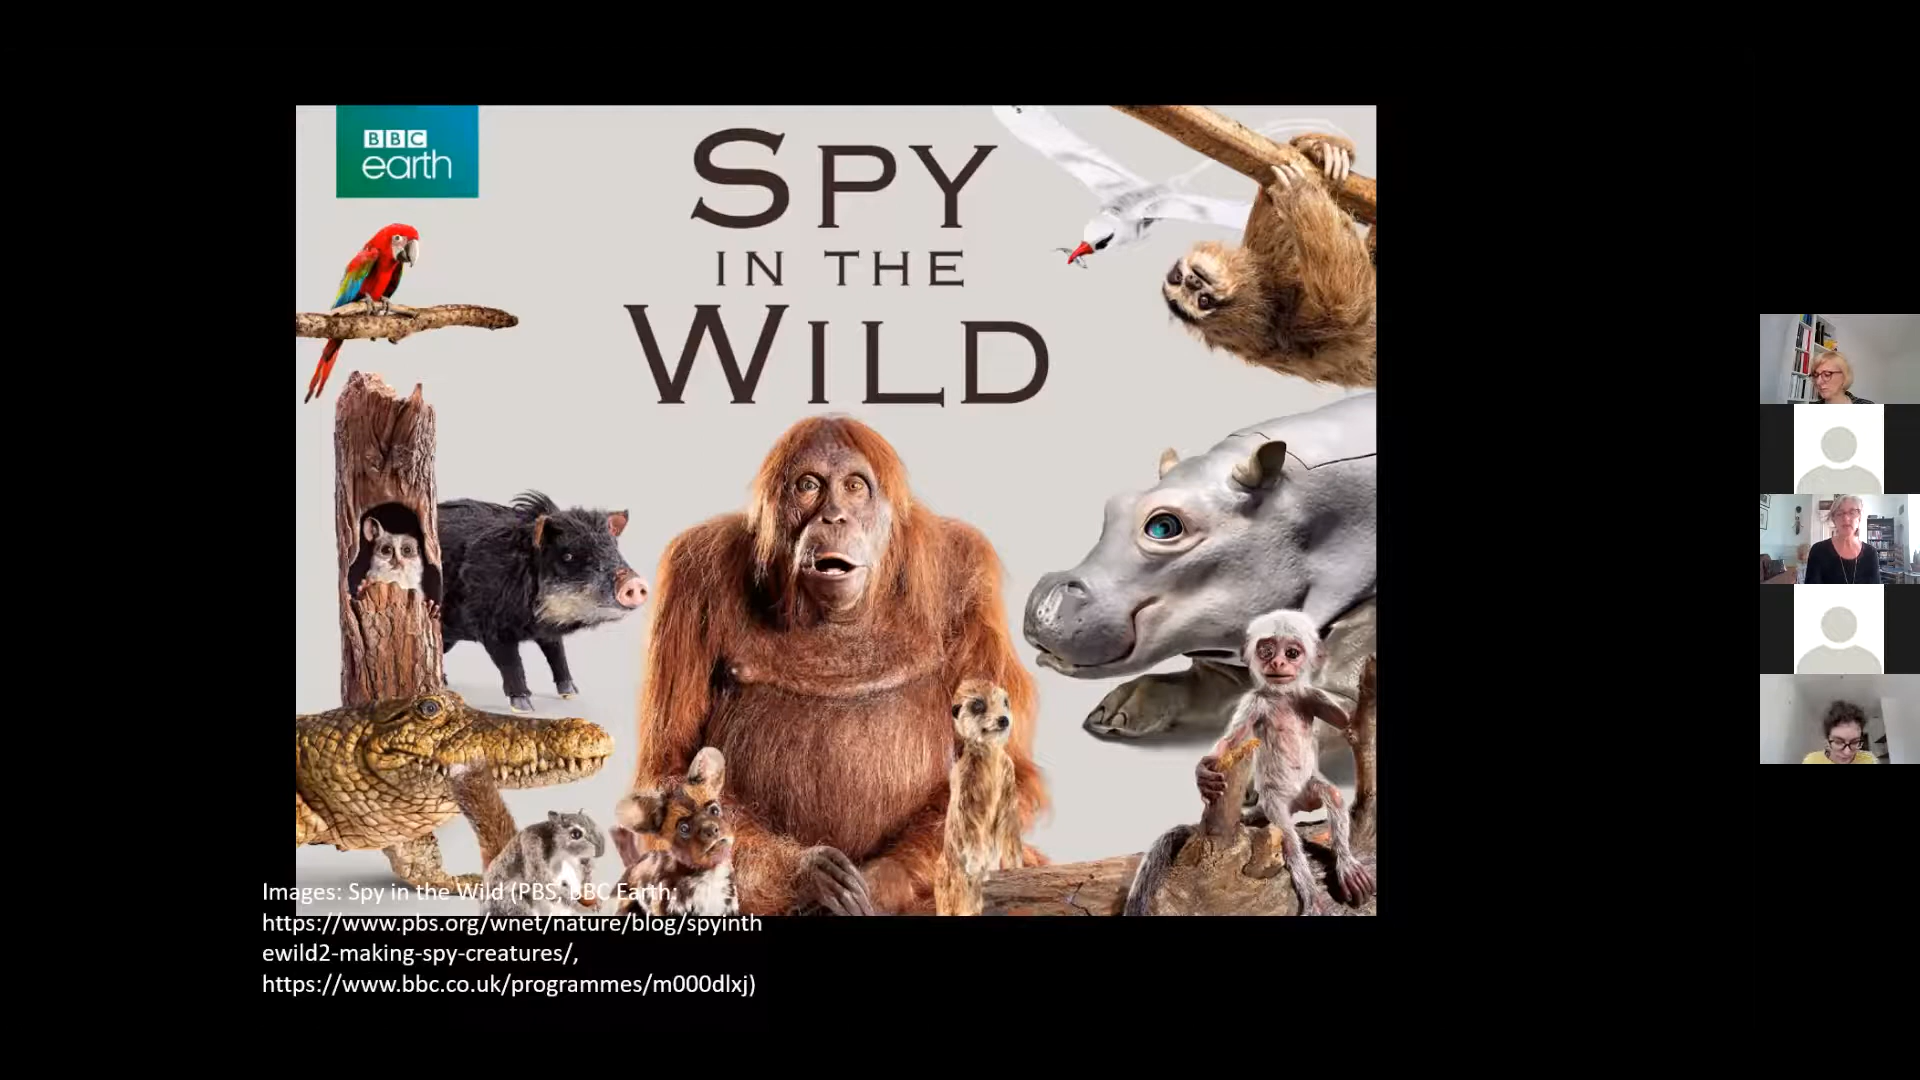 BBC
earth
SPY
IN THE
WILD
Images: Spy in the Wild (PBS, BBC Earth:
https://www.pbs.org/wnet/nature/blog/spyinth
ewild2-making-spy-creatures/,
https://www.bbc.co.uk/programmes/m000dlxj)